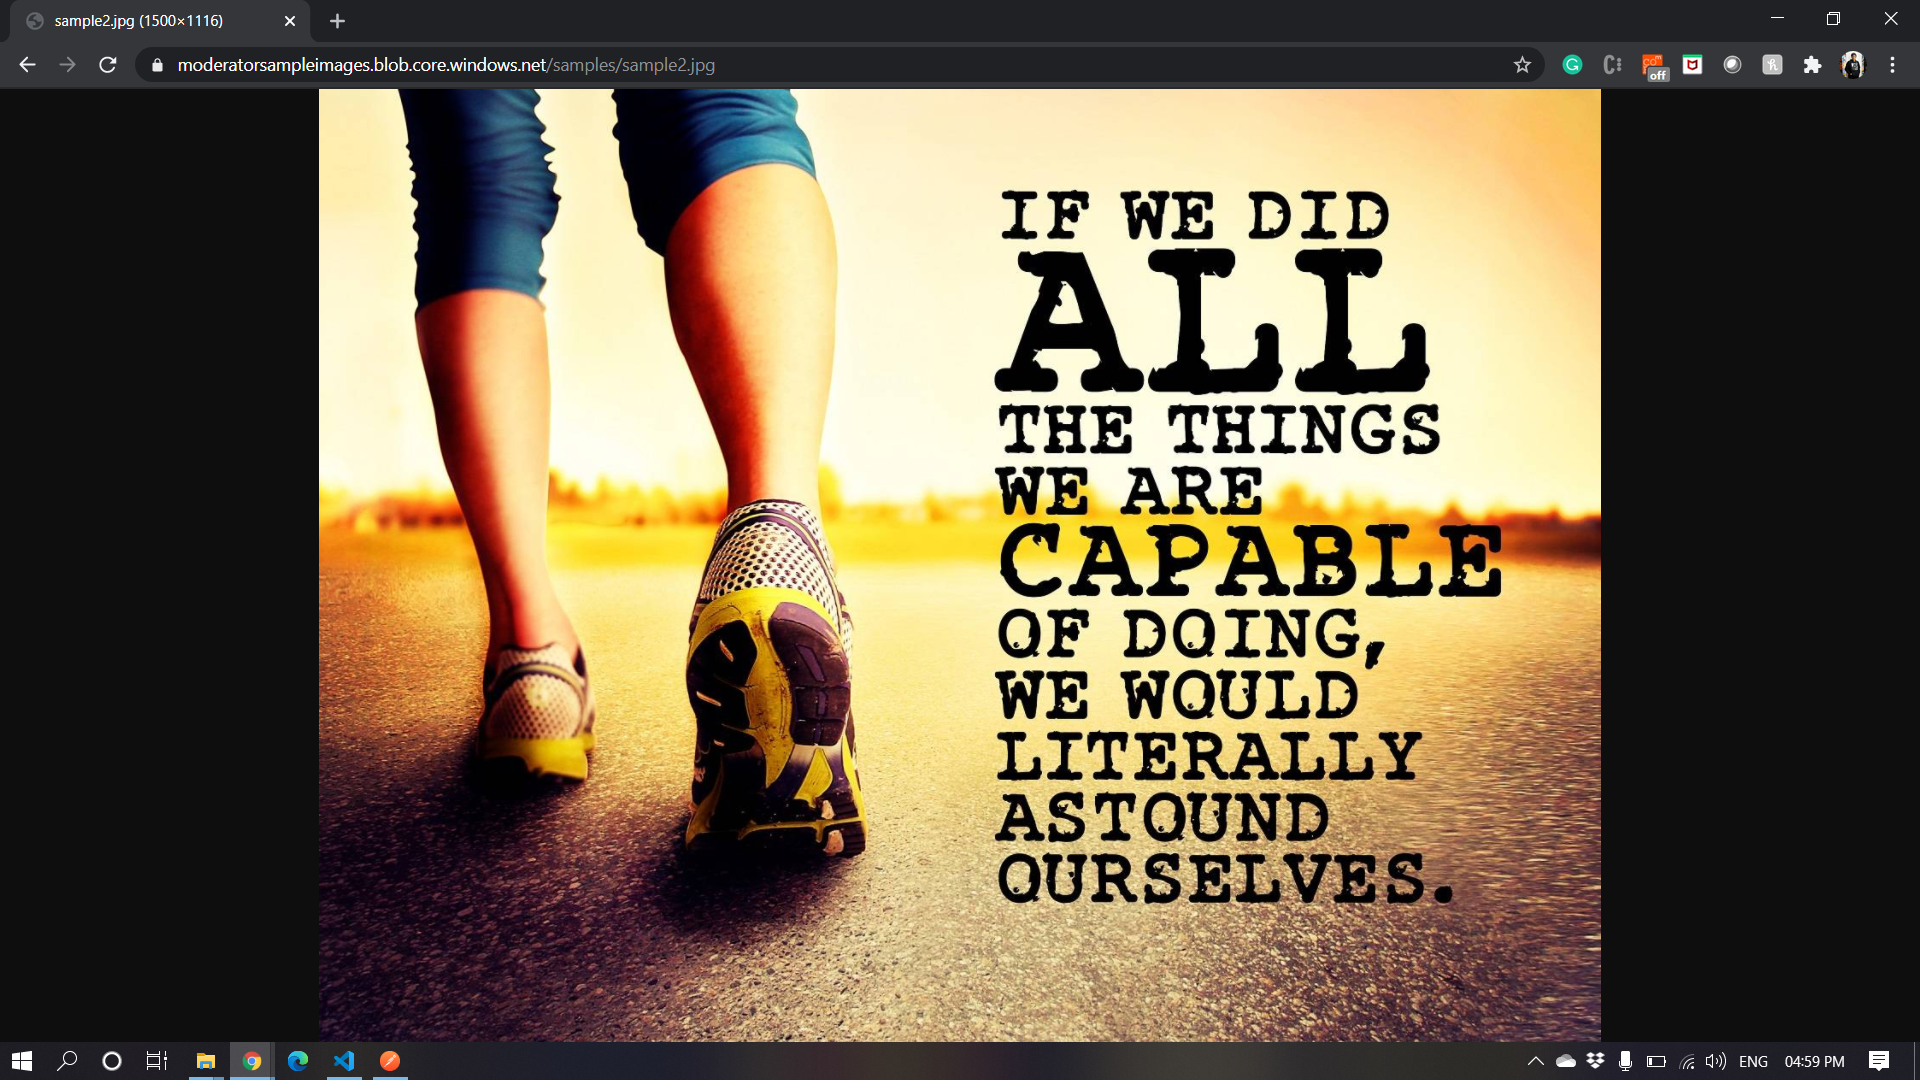 sample2.jpg (1500×1116)
moderatorsampleimages.blob.core.windows.net/samples/sample2.jpg
off
IF WE DID
ALL
THE THINGS
WE ARE
CAPABLE
OF DOING,
WE WOULD
LITERALLY
ASTOUND
OURSELVES.
ENG
04:59 PM